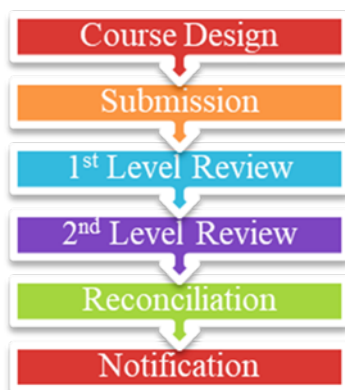 Course Design
Submission
1st Level Review
2nd Level Review
Reconciliation
Notification